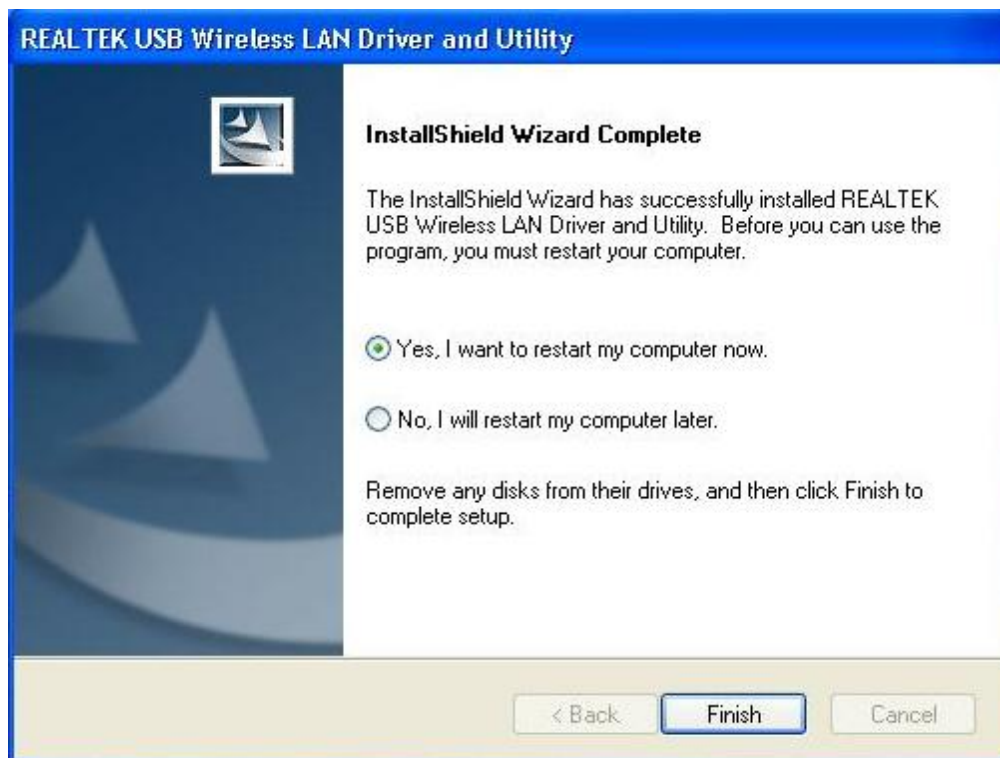 REALTEK USB Wireless LAN Driver and Utility
InstallShield Wizard Complete
The InstallShield Wizard has successfully installed REALTEK
USB Wireless LAN Driver and Utility.  Before you can use the
program, you must restart your computer.
Yes, I want to restart my computer now.
No, I will restart my computer later.
Remove any disks from their drives, and then click Finish to
complete setup.
< Back Finish Cancel